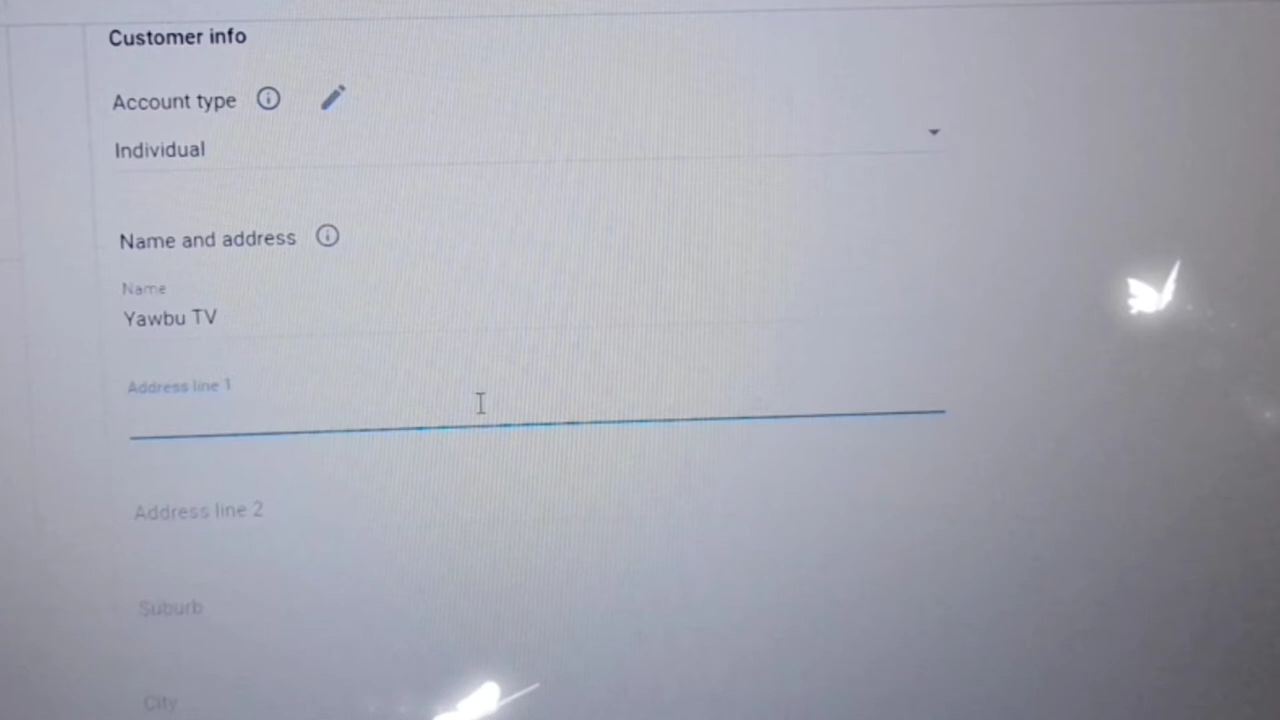 Customer info
Account type
Individual
Name and address
Name
Yawbu TV
Address line 1
Address line 2
Suburb
City